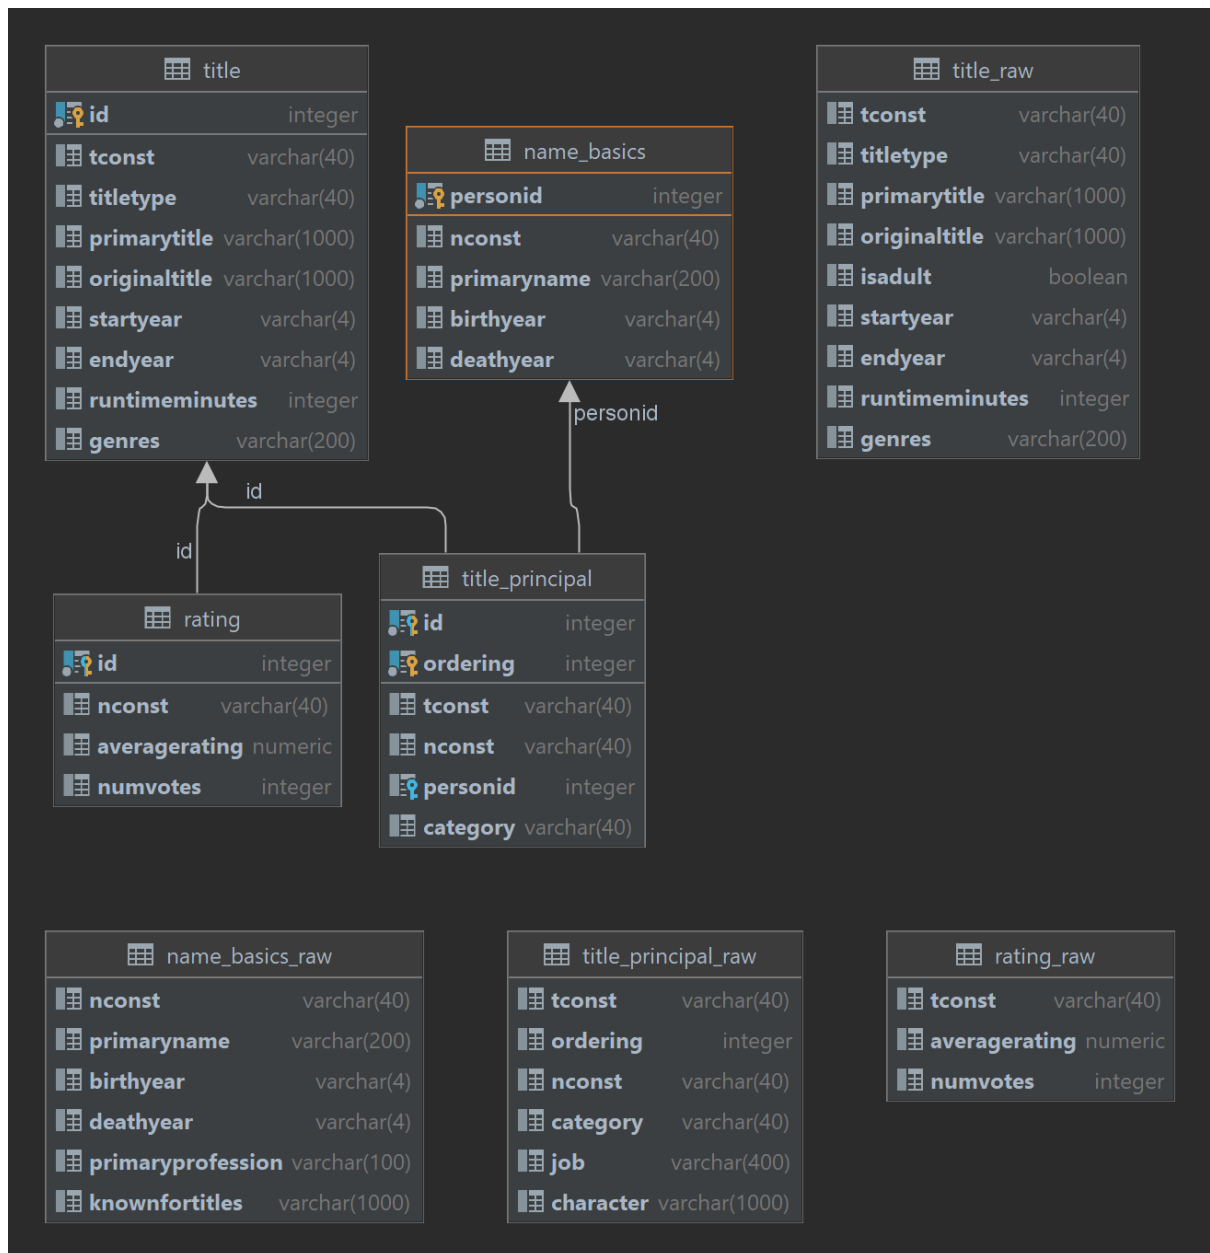 title
id integer
tconst varchar(40)
titletype varchar(40)
primarytitle varchar(1000)
originaltitle varchar(1000)
startyear varchar(4)
endyear varchar(4)
runtimeminutes integer
genres varchar(200)
name_basics
personid integer
nconst varchar(40)
primaryname varchar(200)
birthyear varchar(4)
deathyear varchar(4)
title_raw
tconst varchar(40)
titletype varchar(40)
primarytitle varchar(1000)
originaltitle varchar(1000)
isadult boolean
startyear varchar(4)
endyear varchar(4)
runtimeminutes integer
genres varchar(200)
personid
id
id
rating
id integer
nconst varchar(40)
averagerating numeric
numvotes integer
title_principal
id integer
ordering integer
tconst varchar(40)
nconst varchar(40)
personid integer
category varchar(40)
name_basics_raw
nconst varchar(40)
primaryname varchar(200)
birthyear varchar(4)
deathyear varchar(4)
primaryprofession varchar(100)
knownfortitles varchar(1000)
title_principal_raw
tconst varchar(40)
ordering integer
nconst varchar(40)
category varchar(40)
job varchar(400)
character varchar(1000)
rating_raw
tconst varchar(40)
averagerating numeric
numvotes integer